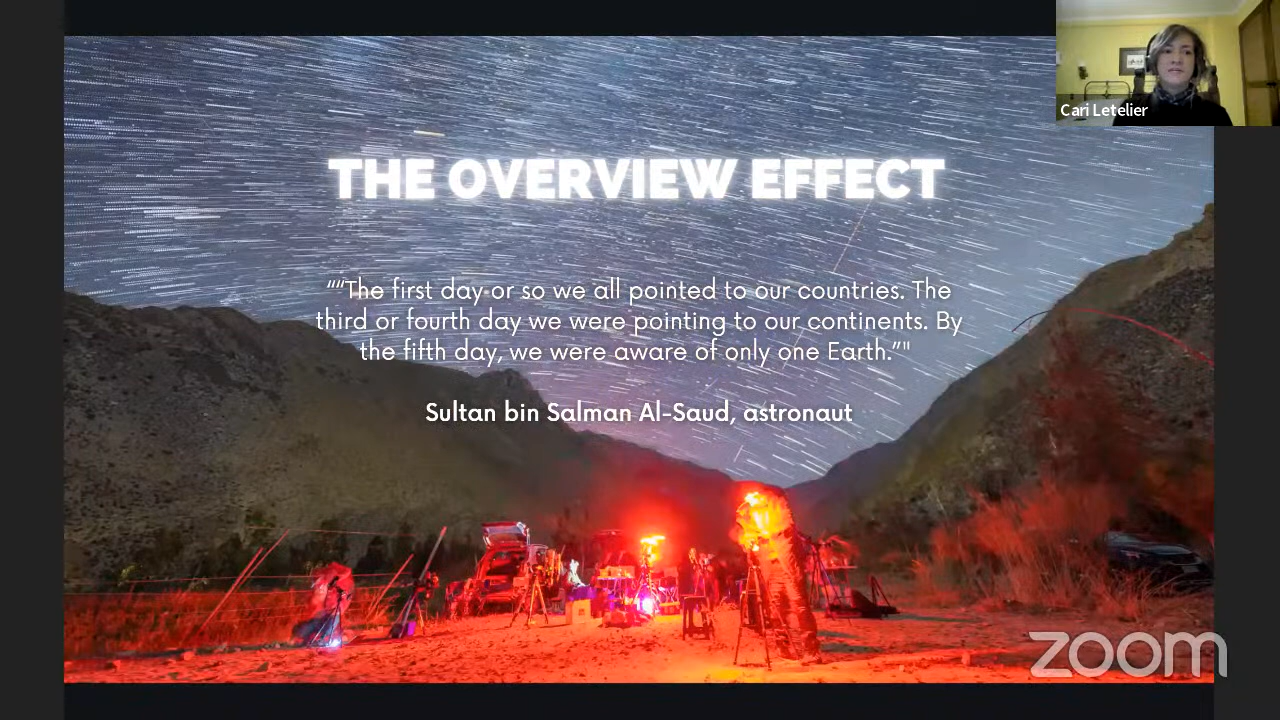 Cari Letelier
THE OVERVIEW EFFECT
““The first day or so we all pointed to our countries. The
third or fourth day we were pointing to our continents. By
the fifth day, we were aware of only one Earth.”"
Sultan bin Salman Al-Saud, astronaut
zoom